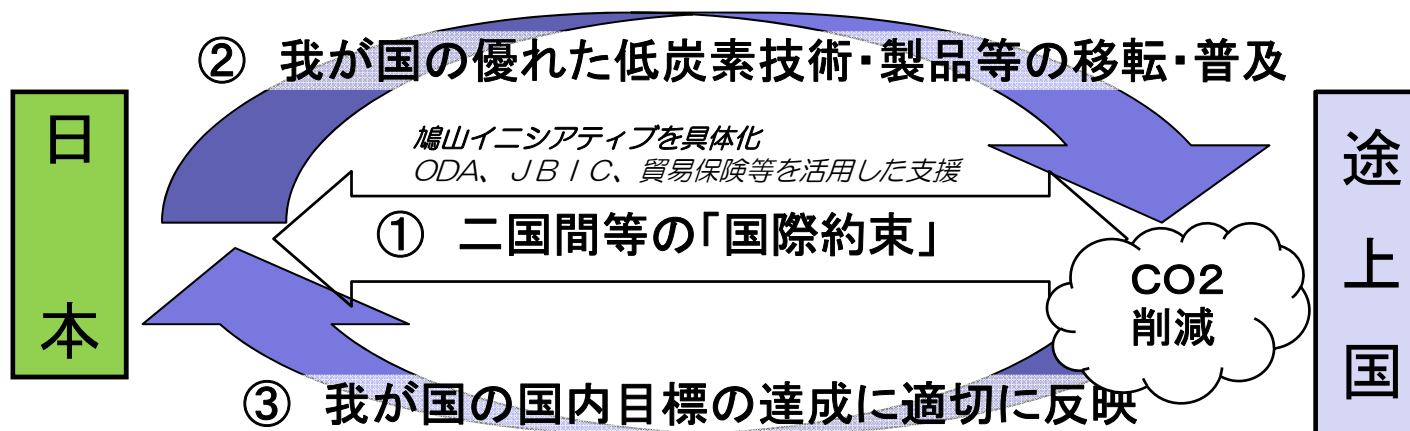 ② 我が国の優れた低炭素技術・製品等の移転・普及
日本
鳩山イニシアティブを具体化
ODA、JBIC、貿易保険等を活用した支援
① 二国間等の「国際約束」
CO2
削減
途上国
③ 我が国の国内目標の達成に適切に反映